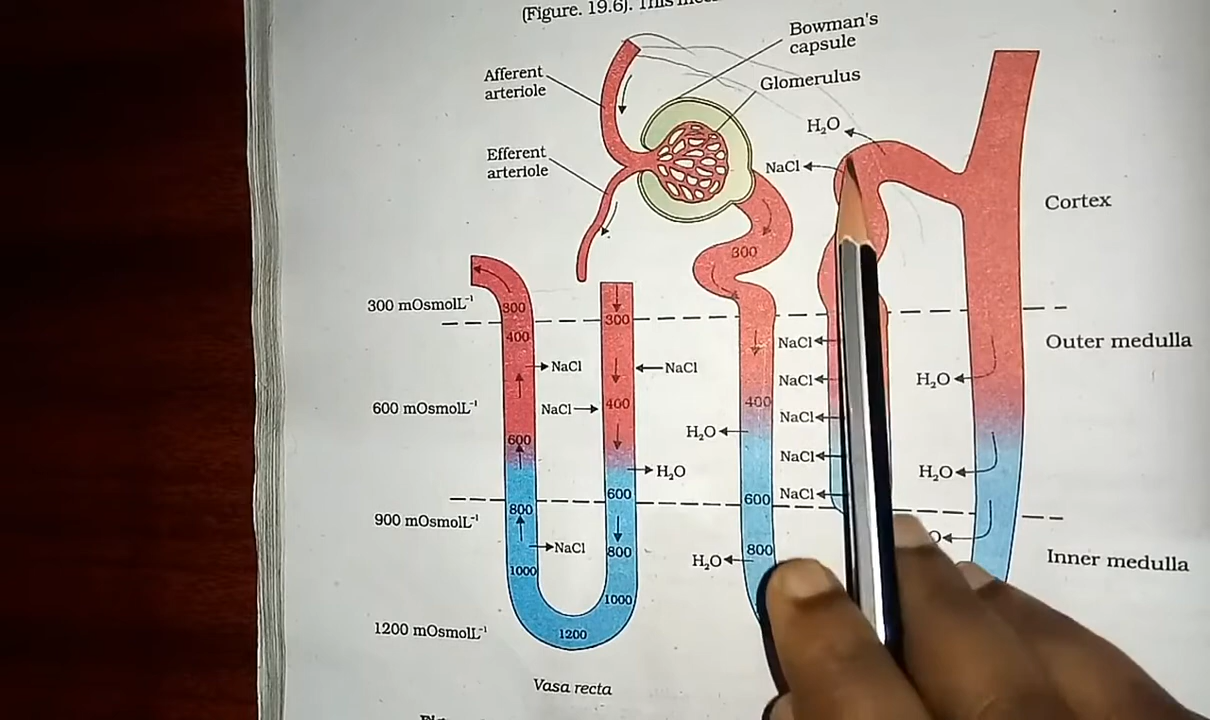 (Figure. 19.6). This
Bowman's
capsule
Afferent
arteriole
Glomerulus
H₂O
Efferent
arteriole
NaCl
Cortex
300
300 mOsmolL⁻¹
300
300
400
NaCl
NaCl
NaCl
Outer medulla
NaCl
H₂O
600 mOsmolL⁻¹
NaCl
400
400
NaCl
600
H₂O
NaCl
H₂O
H₂O
600
600
NaCl
900 mOsmolL⁻¹
800
NaCl
800
H₂O
800
Inner medulla
1000
1000
1200 mOsmolL⁻¹
1200
Vasa recta